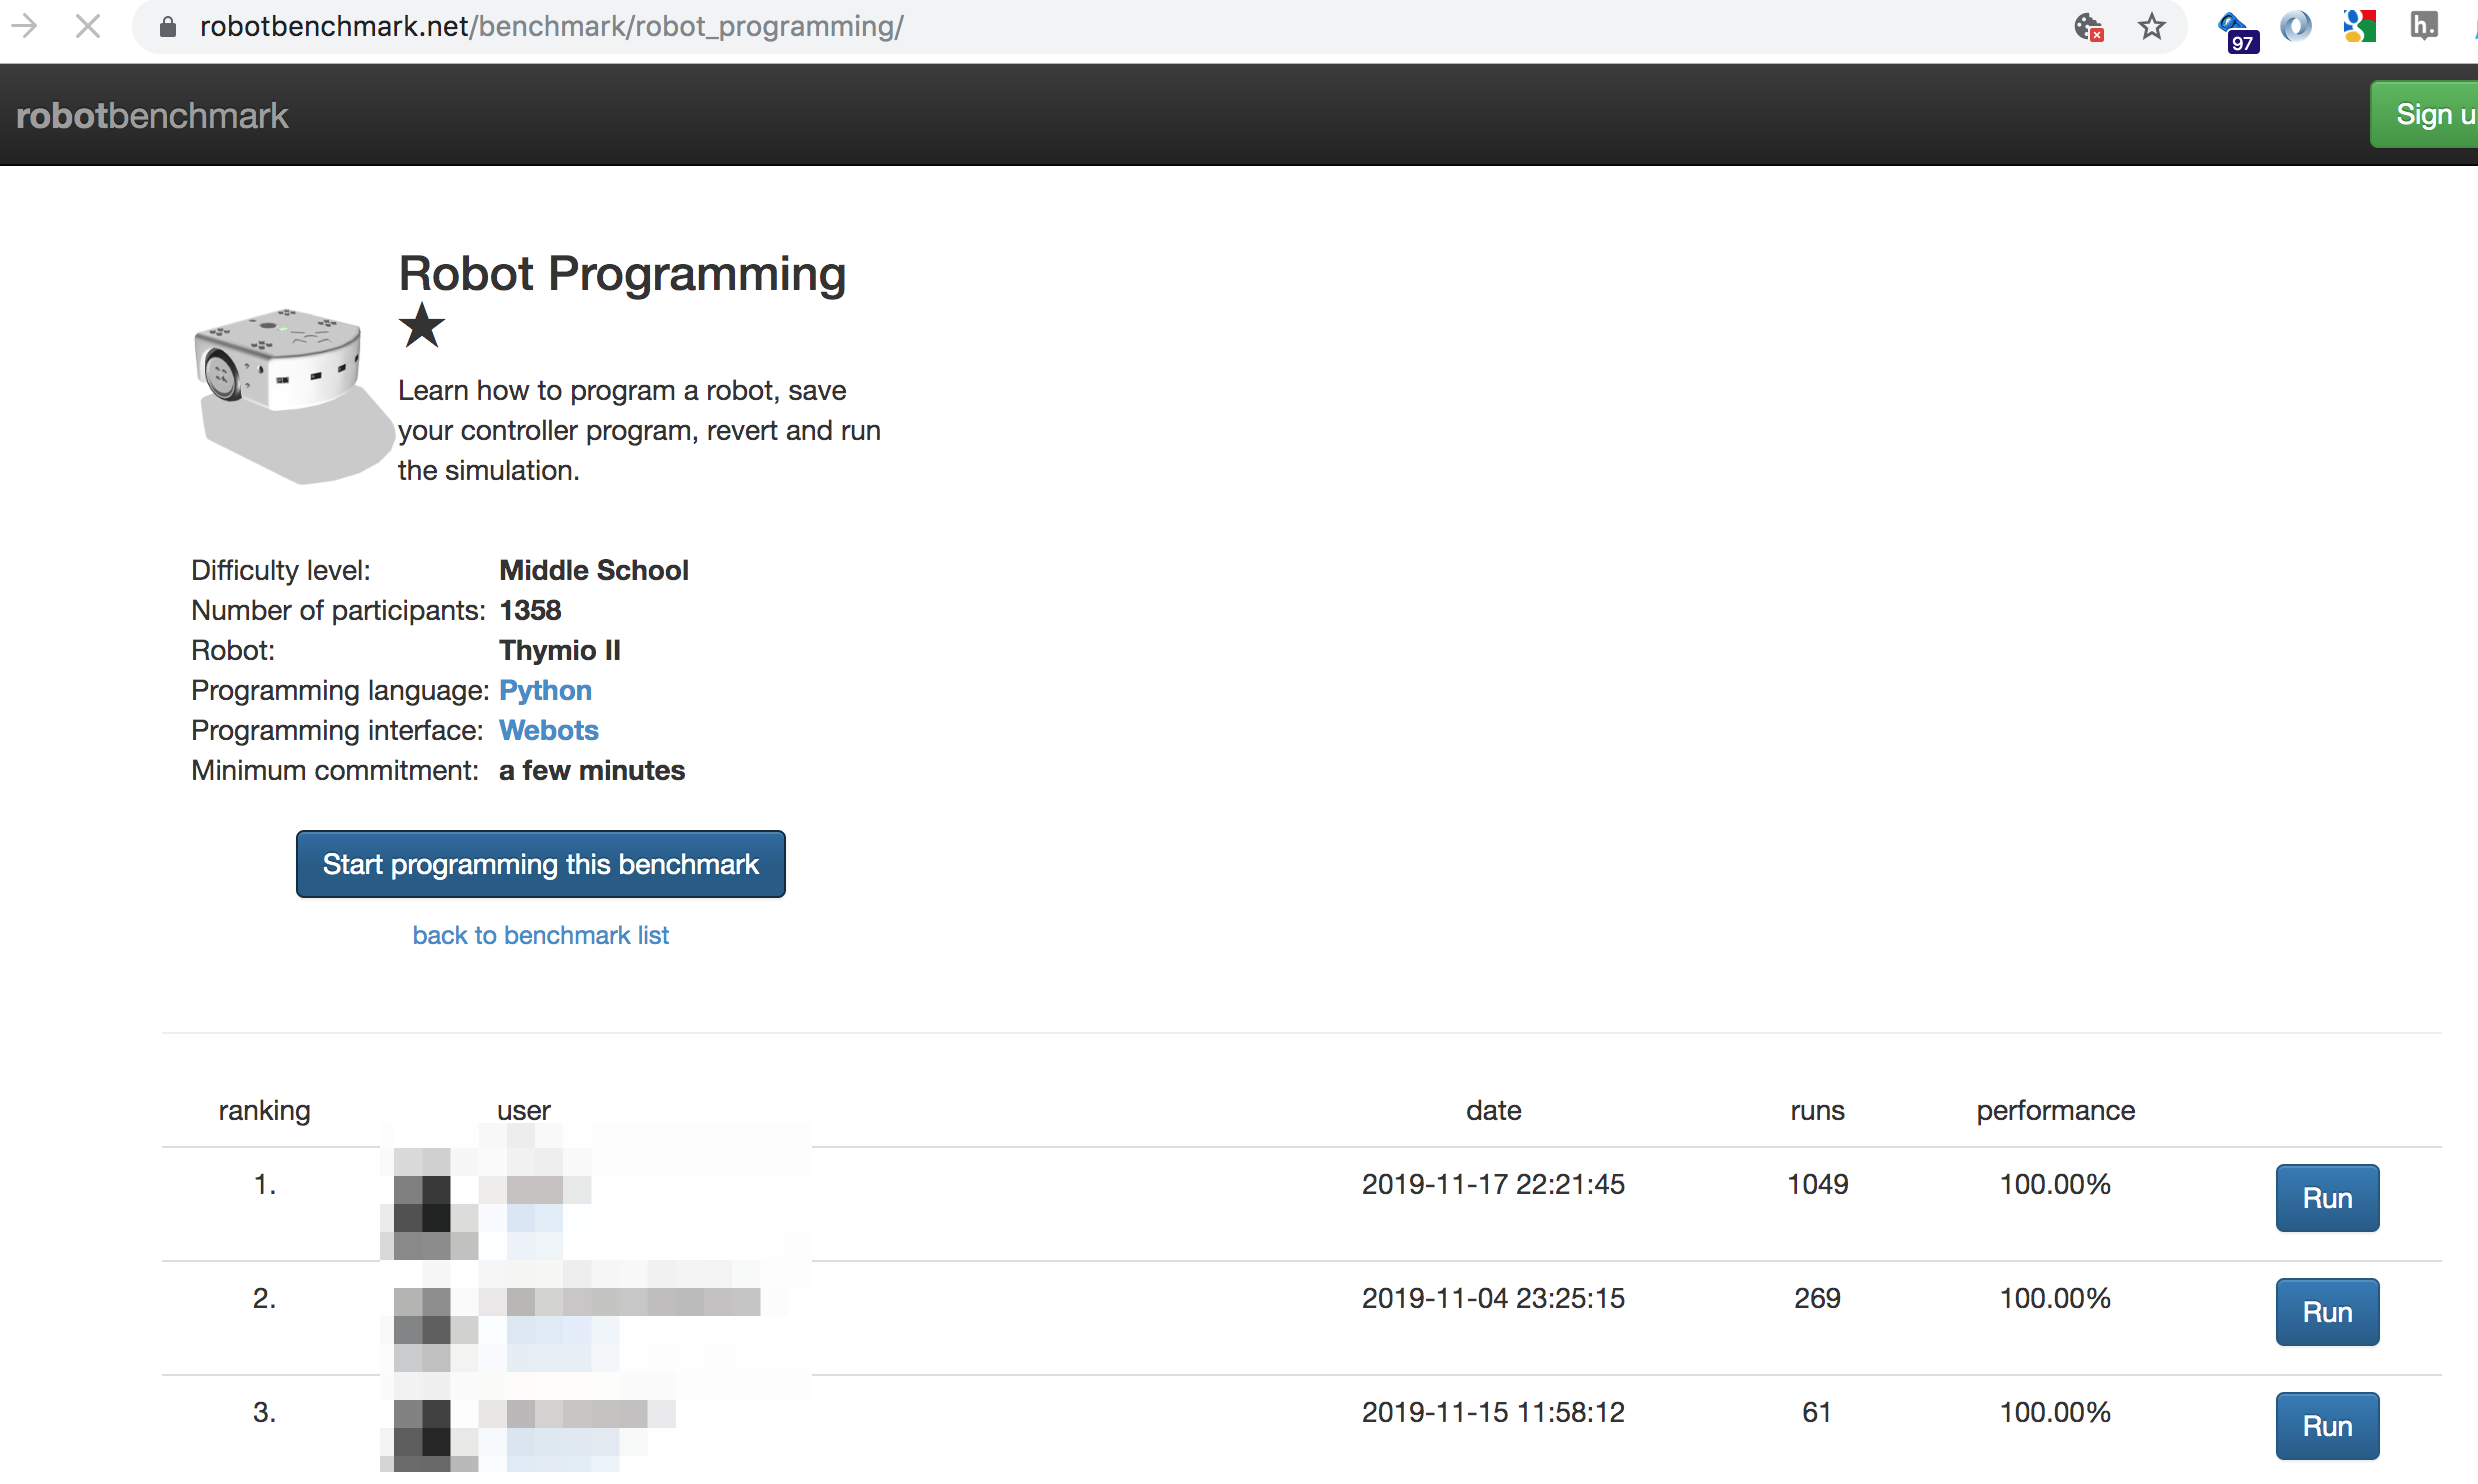 robotbenchmark.net/benchmark/robot_programming/
97
h.
robotbenchmark
Sign u
Robot Programming
★
Learn how to program a robot, save
your controller program, revert and run
the simulation.
Difficulty level: Middle School
Number of participants: 1358
Robot: Thymio II
Programming language: Python
Programming interface: Webots
Minimum commitment: a few minutes
Start programming this benchmark
back to benchmark list
ranking user date runs performance
1. 2019-11-17 22:21:45 1049 100.00% Run
2. 2019-11-04 23:25:15 269 100.00% Run
3. 2019-11-15 11:58:12 61 100.00% Run